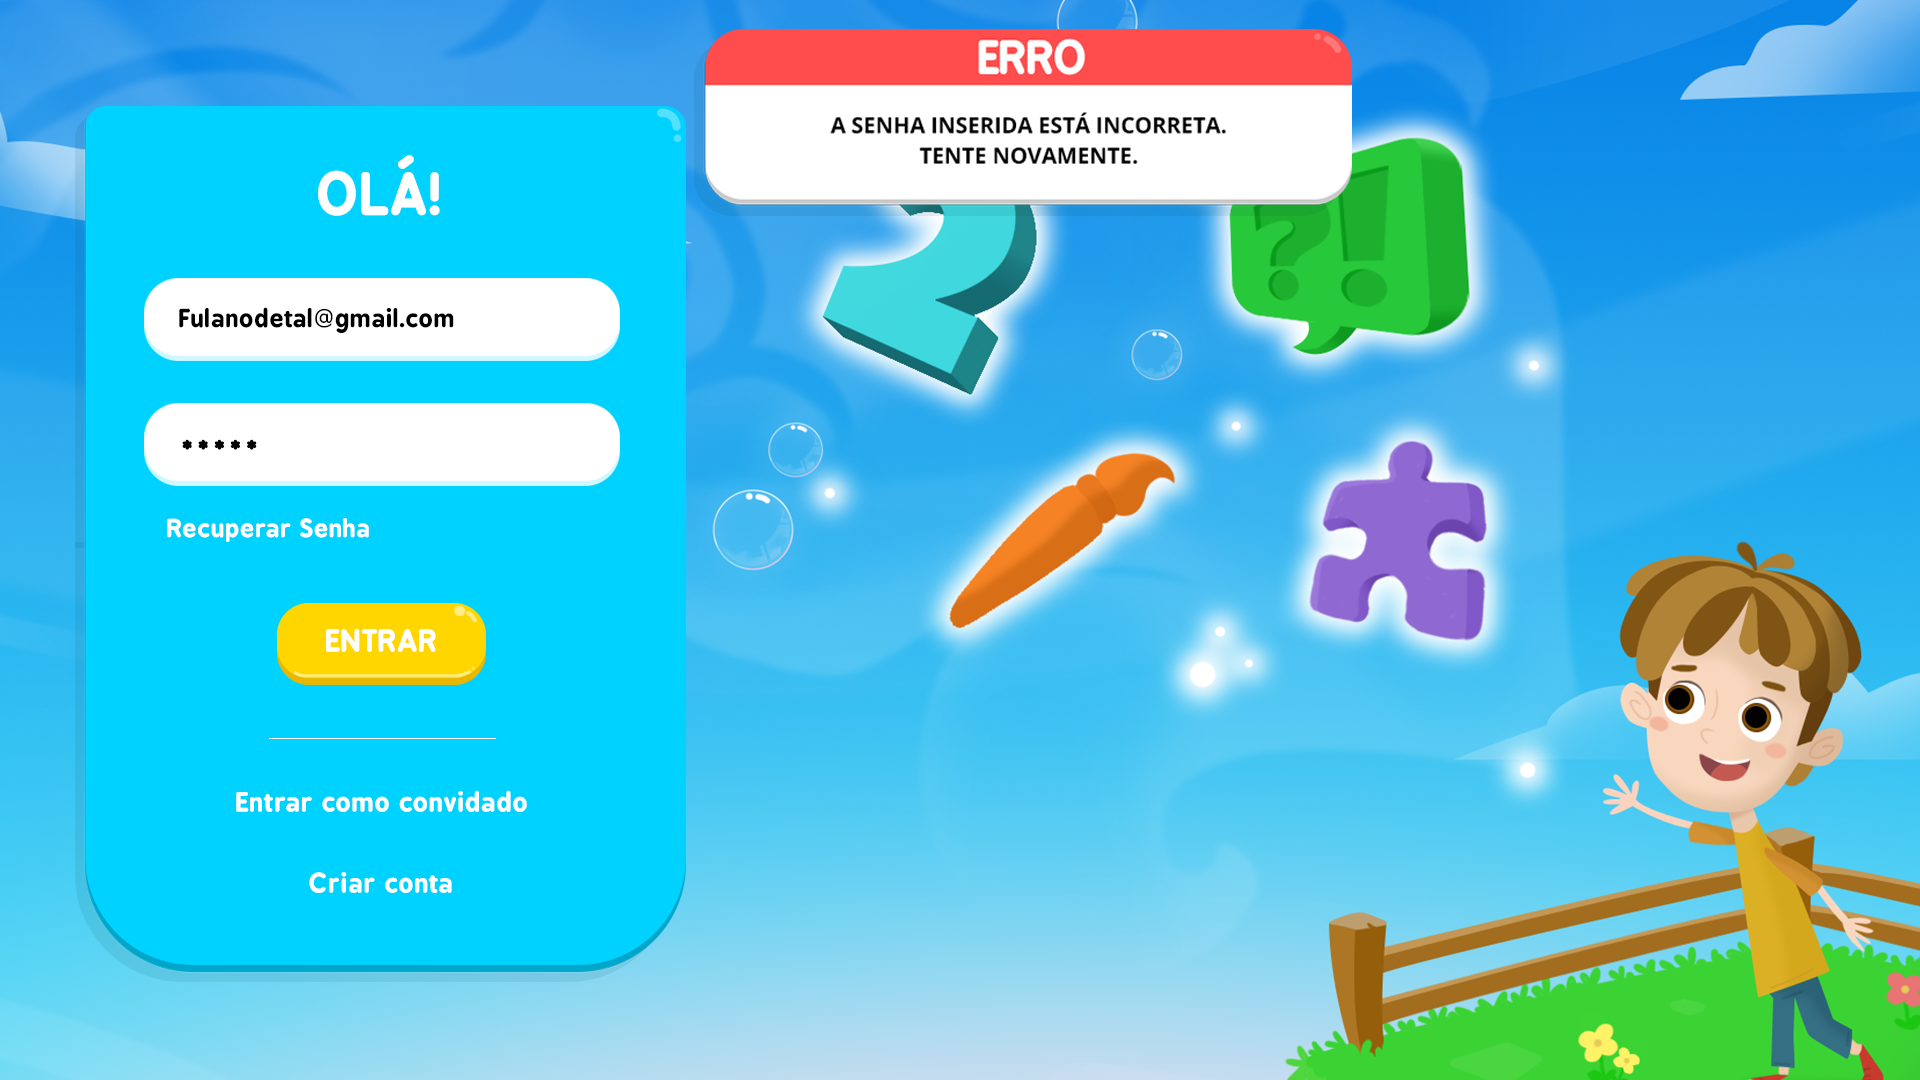 ERRO
A SENHA INSERIDA ESTÁ INCORRETA.
TENTE NOVAMENTE.
OLÁ!
Fulanodetal@gmail.com
*****
Recuperar Senha
ENTRAR
Entrar como convidado
Criar conta
2
?!